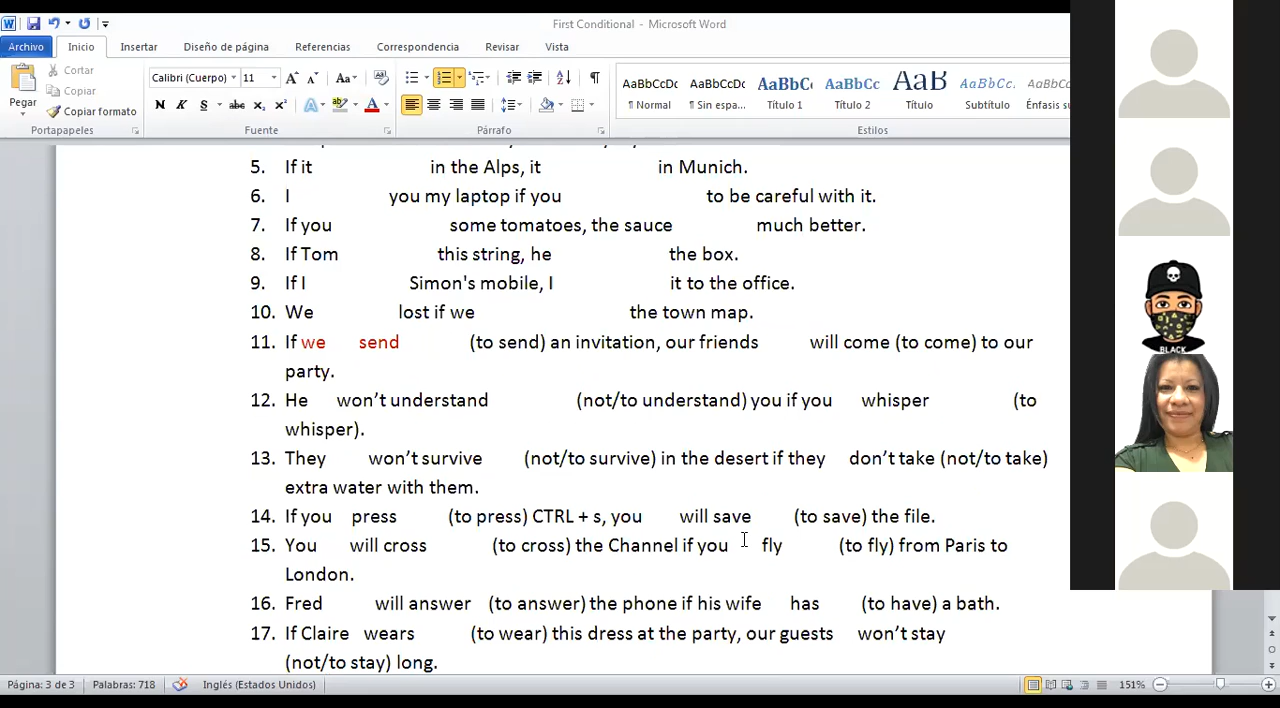 First Conditional - Microsoft Word
Archivo Inicio Insertar Diseño de página Referencias Correspondencia Revisar Vista
Pegar Cortar
Copiar
Copiar formato
Calibri (Cuerpo) 11
N K S abc x₂ x² Aa A A
AaBbCcDc AaBbCcDc AaBbC AaBbCc AaB AaBbCc. AaBbCcDc
¶ Normal ¶ Sin espa... Título 1 Título 2 Título Subtítulo Énfasis su
Portapapeles Fuente Párrafo Estilos
5. If it in the Alps, it in Munich.
6. I you my laptop if you to be careful with it.
7. If you some tomatoes, the sauce much better.
8. If Tom this string, he the box.
9. If I Simon's mobile, I it to the office.
10. We lost if we the town map.
11. If we send (to send) an invitation, our friends will come (to come) to our
party.
12. He won't understand (not/to understand) you if you whisper (to
whisper).
13. They won't survive (not/to survive) in the desert if they don't take (not/to take)
extra water with them.
14. If you press (to press) CTRL + s, you will save (to save) the file.
15. You will cross (to cross) the Channel if you fly (to fly) from Paris to
London.
16. Fred will answer (to answer) the phone if his wife has (to have) a bath.
17. If Claire wears (to wear) this dress at the party, our guests won't stay
(not/to stay) long.
Página: 3 de 3 Palabras: 718 Inglés (Estados Unidos) 151%
BLACK